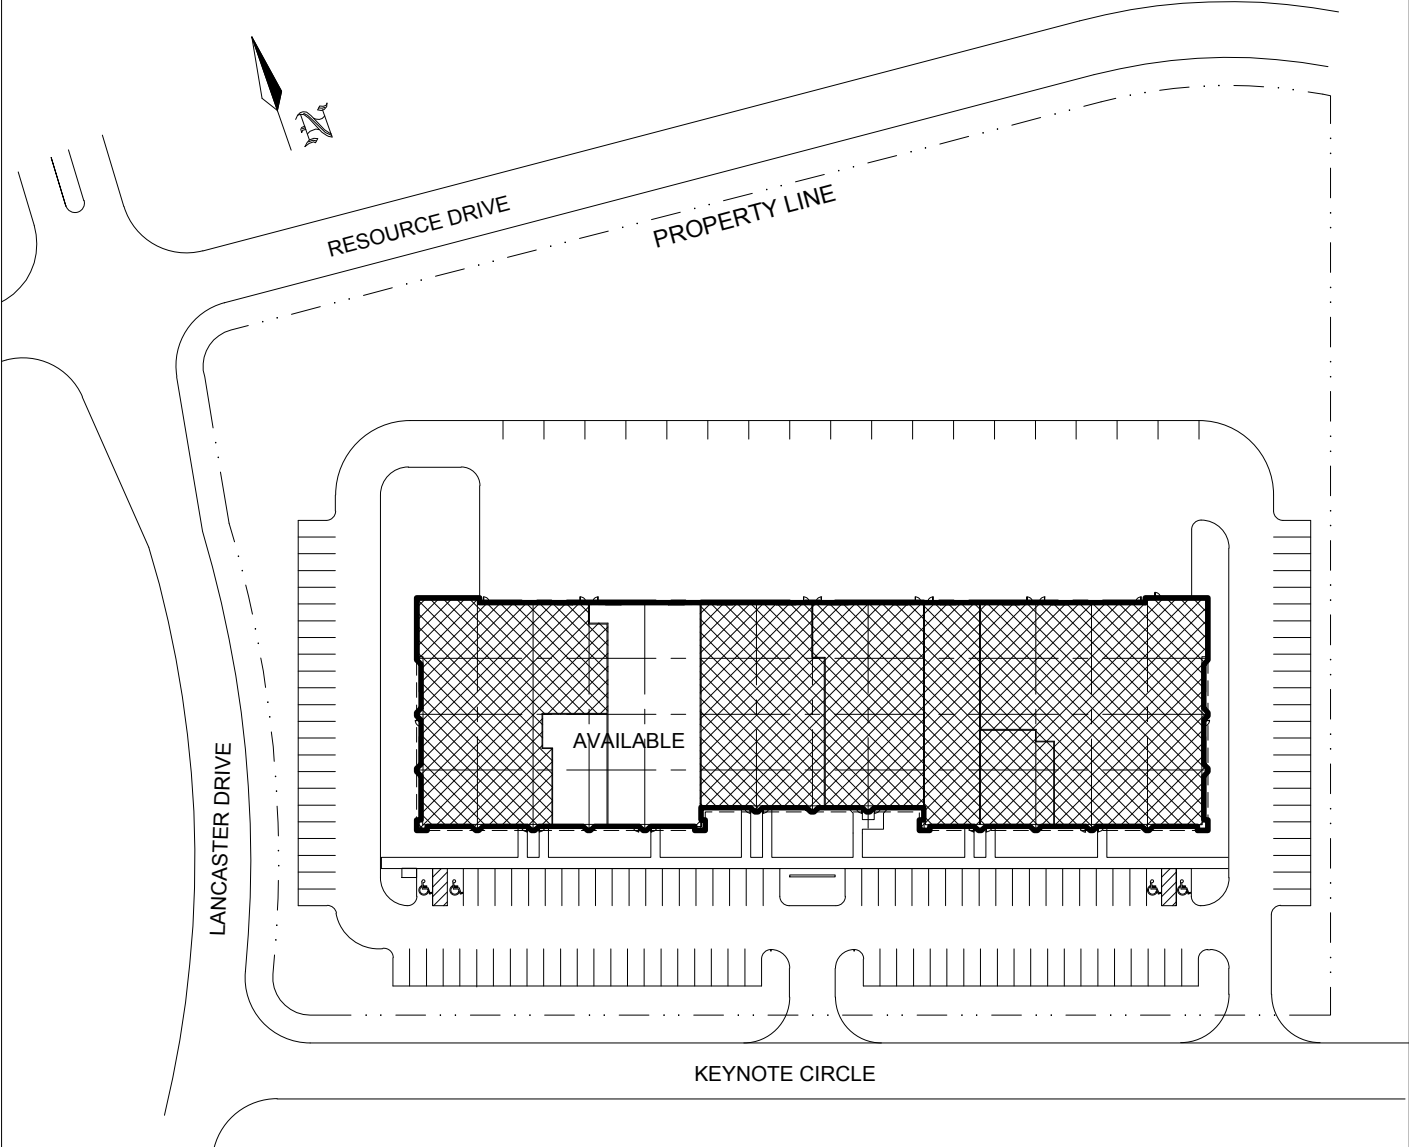 N
RESOURCE DRIVE
PROPERTY LINE
AVAILABLE
LANCASTER DRIVE
KEYNOTE CIRCLE